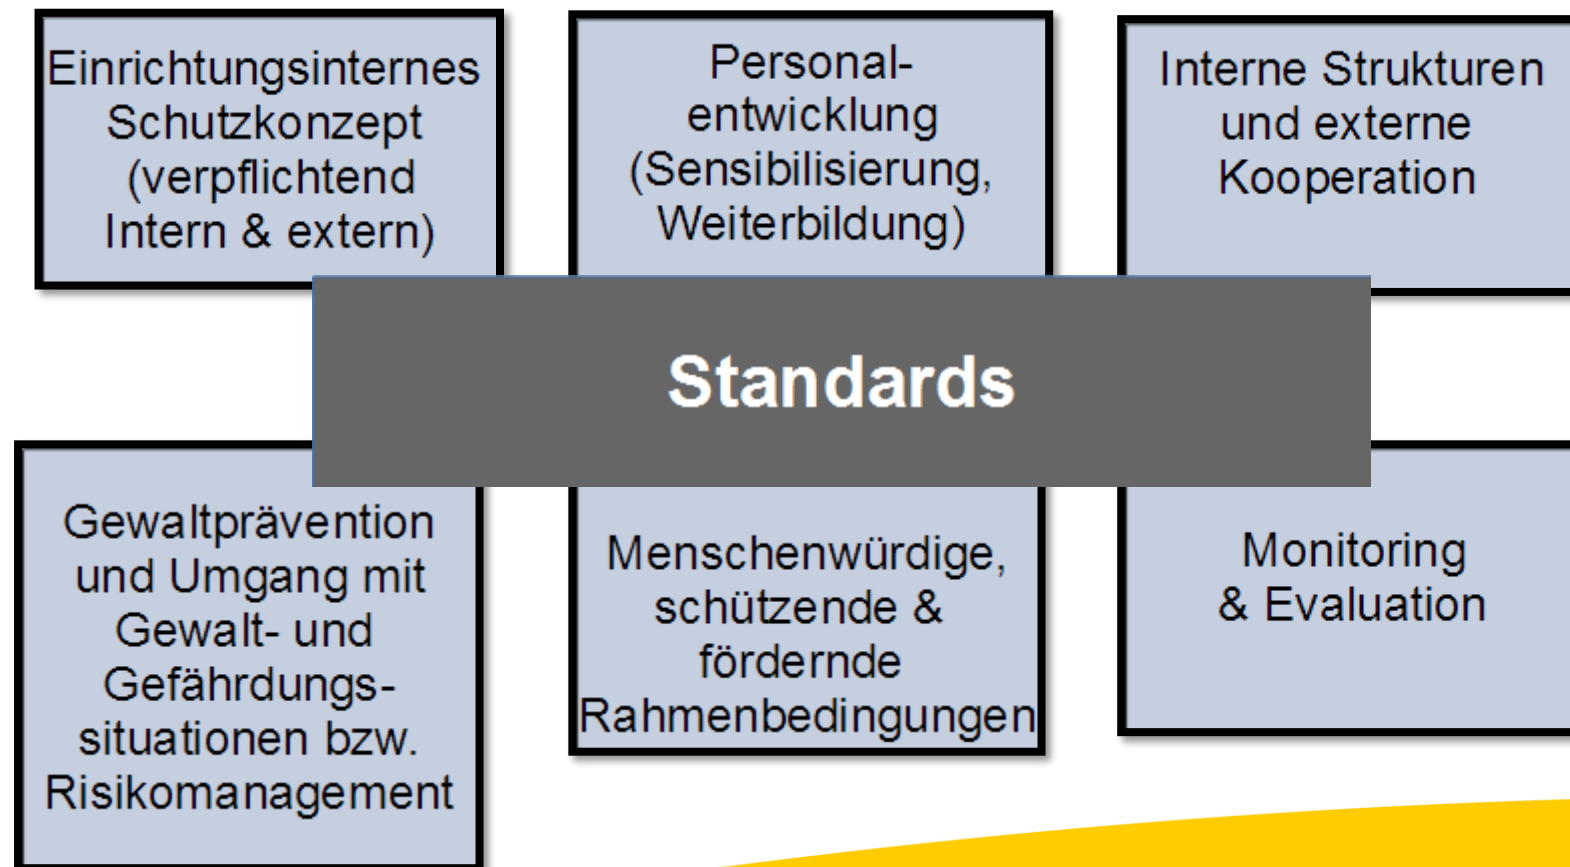 Einrichtungsinternes
Schutzkonzept
(verpflichtend
Intern & extern)
Personal-
entwicklung
(Sensibilisierung,
Weiterbildung)
Interne Strukturen
und externe
Kooperation
Standards
Gewaltprävention
und Umgang mit
Gewalt- und
Gefährdungs-
situationen bzw.
Risikomanagement
Menschenwürdige,
schützende &
fördernde
Rahmenbedingungen
Monitoring
& Evaluation